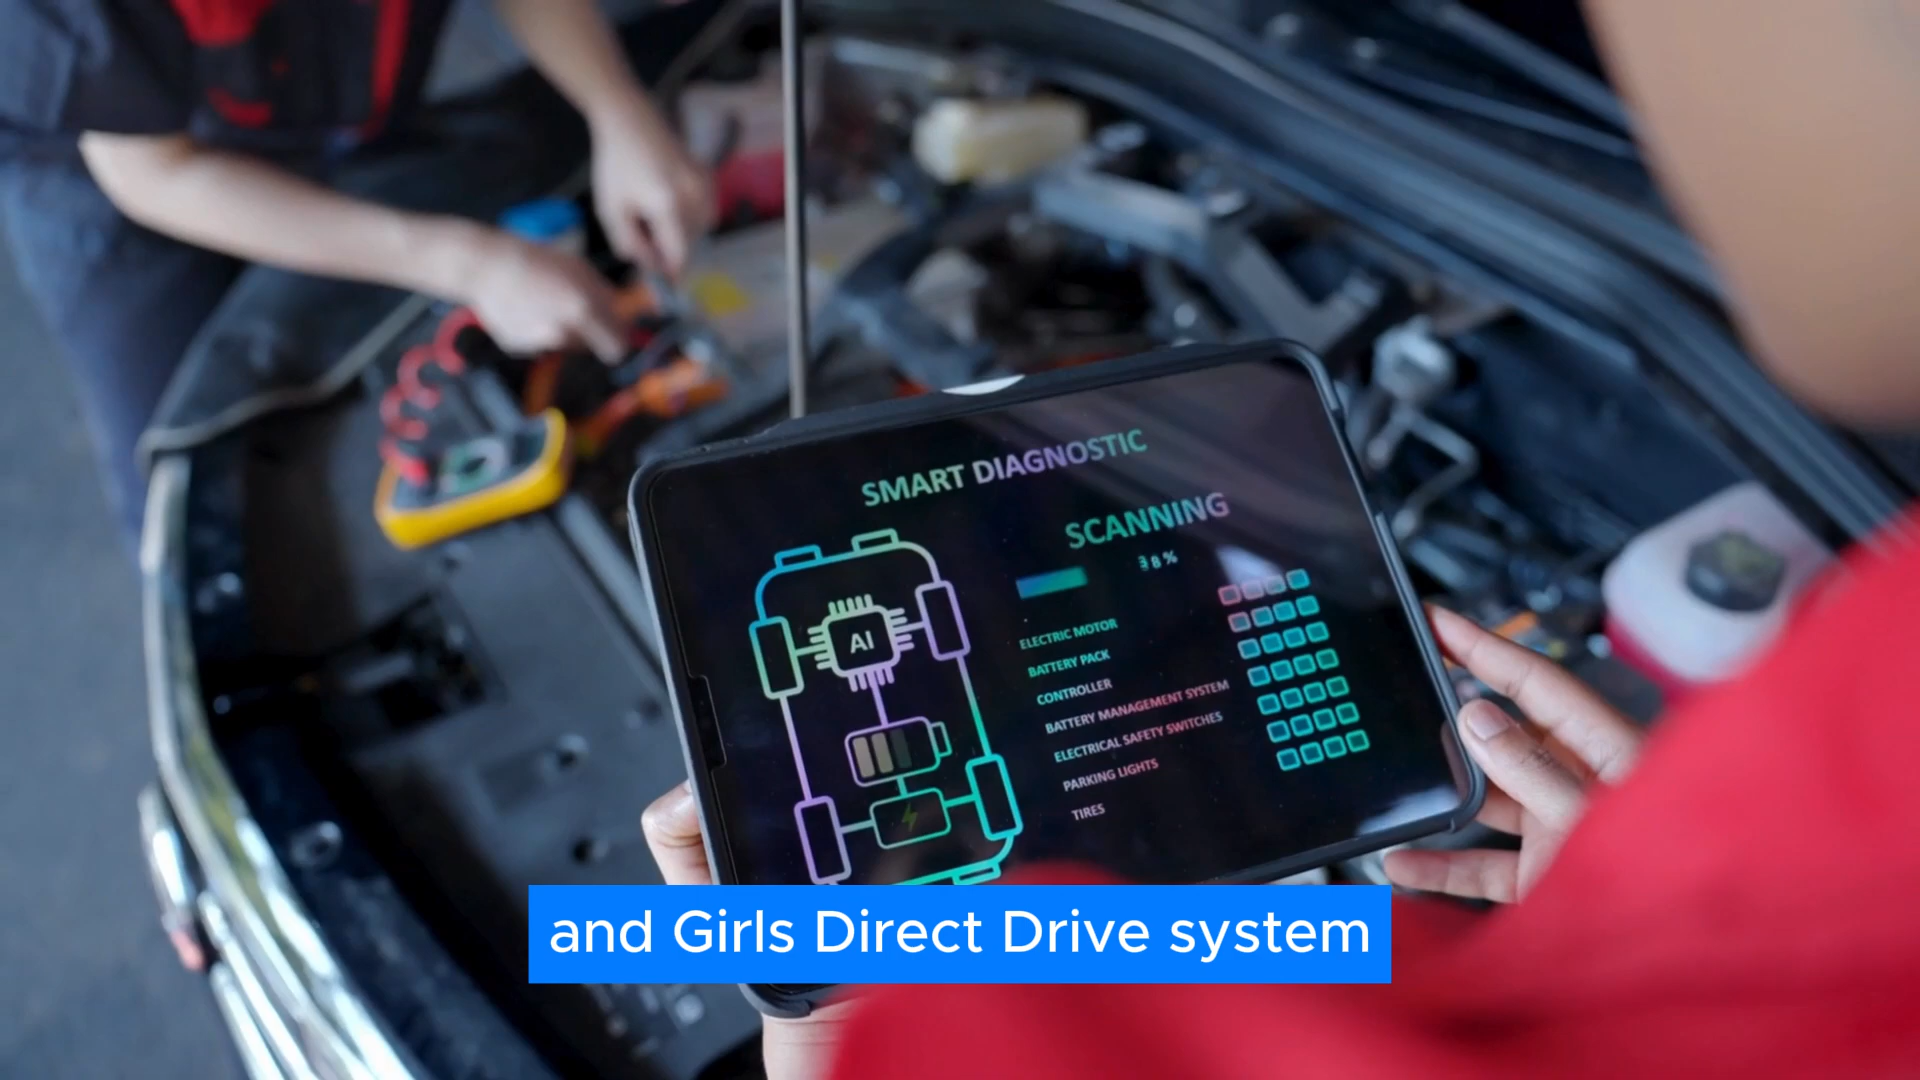 SMART DIAGNOSTIC
SCANNING
38%
AI
ELECTRIC MOTOR
BATTERY PACK
CONTROLLER
BATTERY MANAGEMENT SYSTEM
ELECTRICAL SAFETY SWITCHES
PARKING LIGHTS
TIRES
and Girls Direct Drive system